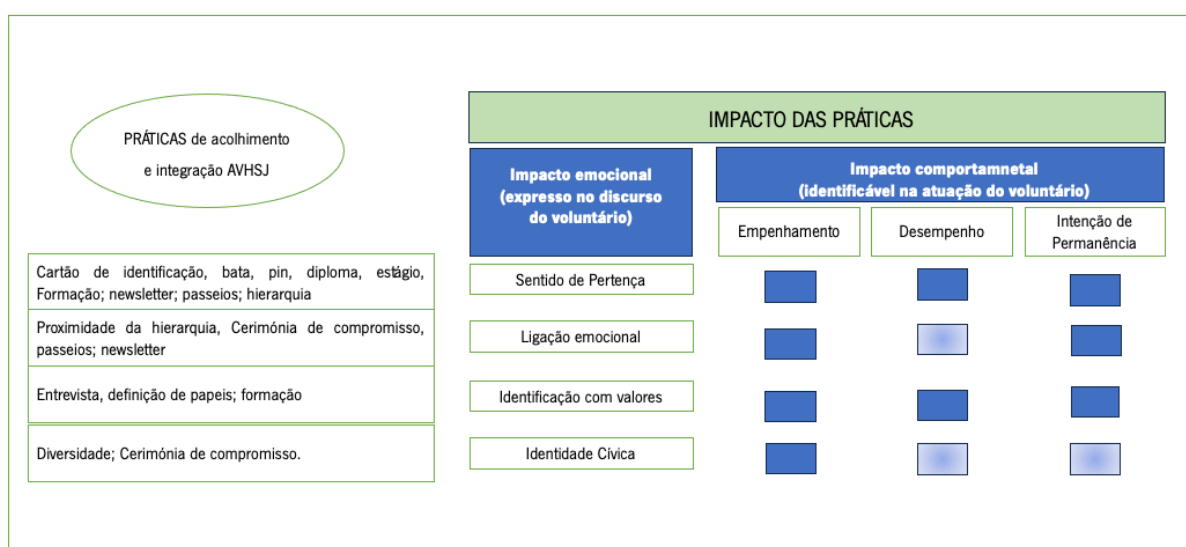 PRÁTICAS de acolhimento
e integração AVHSJ
IMPACTO DAS PRÁTICAS
Impacto emocional
(expresso no discurso
do voluntário)
Impacto comportamnetal
(identificável na atuação do voluntário)
Empenhamento
Desempenho
Intenção de
Permanência
Cartão de identificação, bata, pin, diploma, estágio,
Formação; newsletter; passeios; hierarquia
Sentido de Pertença
Proximidade da hierarquia, Cerimónia de compromisso,
passeios; newsletter
Ligação emocional
Entrevista, definição de papeis; formação
Identificação com valores
Diversidade; Cerimónia de compromisso.
Identidade Cívica